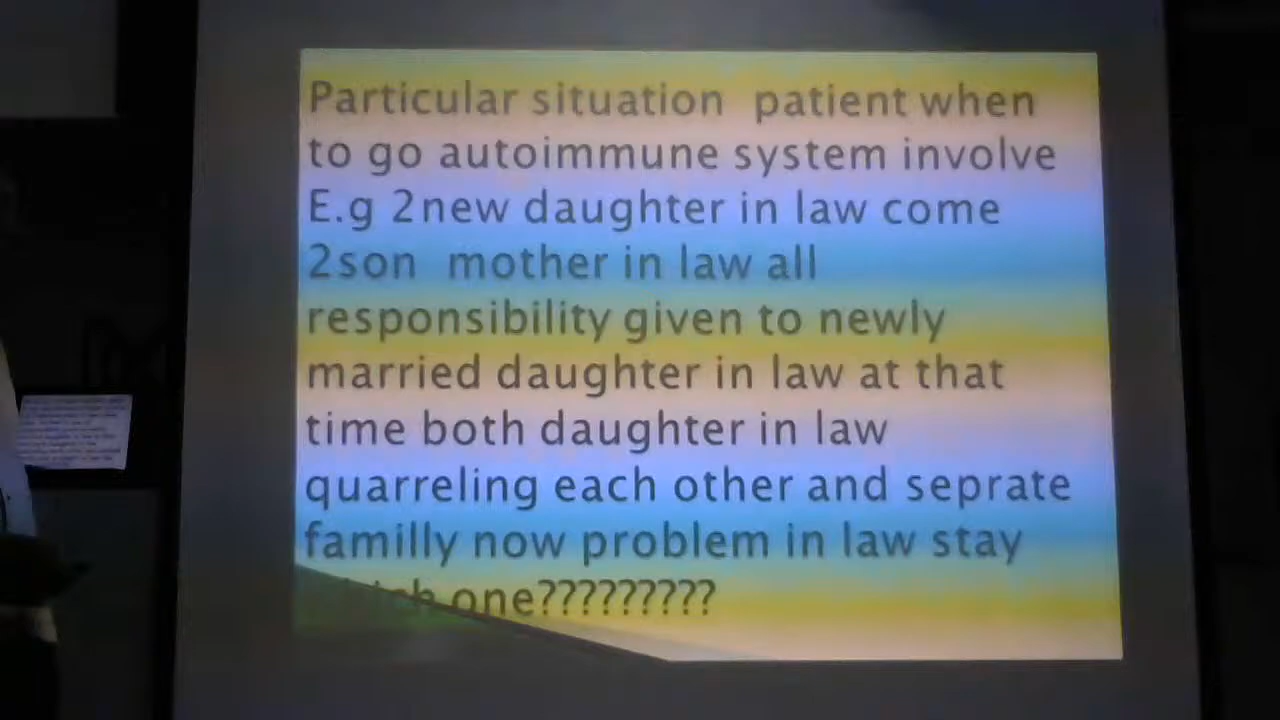 Particular situation patient when
to go autoimmune system involve
E.g 2new daughter in law come
2son mother in law all
responsibility given to newly
married daughter in law at that
time both daughter in law
quarreling each other and seprate
familly now problem in law stay
one?????????